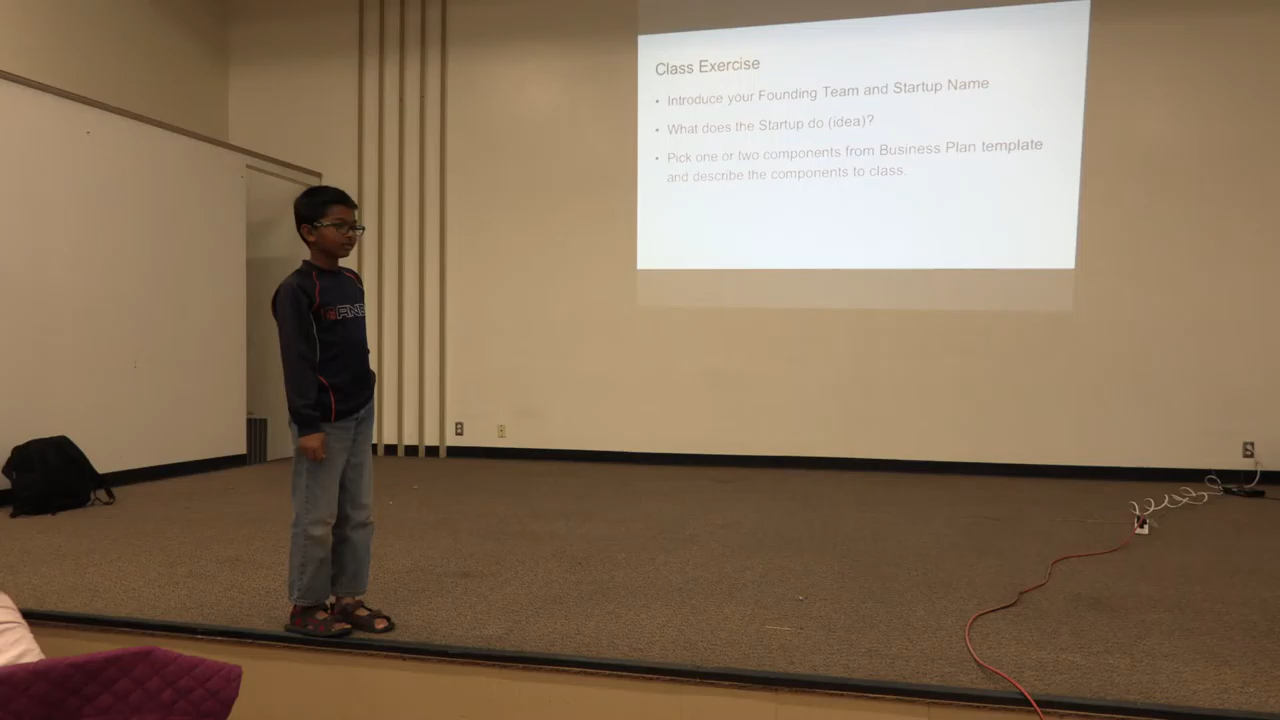 Class Exercise
• Introduce your Founding Team and Startup Name
• What does the Startup do (idea)?
• Pick one or two components from Business Plan template
and describe the components to class.